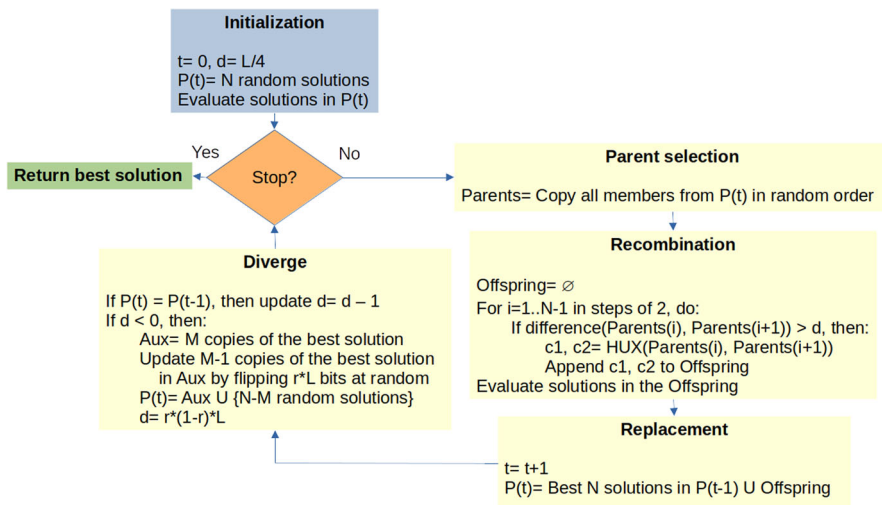 Initialization
t= 0, d= L/4
P(t)= N random solutions
Evaluate solutions in P(t)
Yes
No
Return best solution
Stop?
Parent selection
Parents= Copy all members from P(t) in random order
Recombination
Offspring= ∅
For i=1..N-1 in steps of 2, do:
If difference(Parents(i), Parents(i+1)) > d, then:
c1, c2= HUX(Parents(i), Parents(i+1))
Append c1, c2 to Offspring
Evaluate solutions in the Offspring
Replacement
t= t+1
P(t)= Best N solutions in P(t-1) U Offspring
Diverge
If P(t) = P(t-1), then update d= d – 1
If d < 0, then:
Aux= M copies of the best solution
Update M-1 copies of the best solution
in Aux by flipping r*L bits at random
P(t)= Aux U {N-M random solutions}
d= r*(1-r)*L